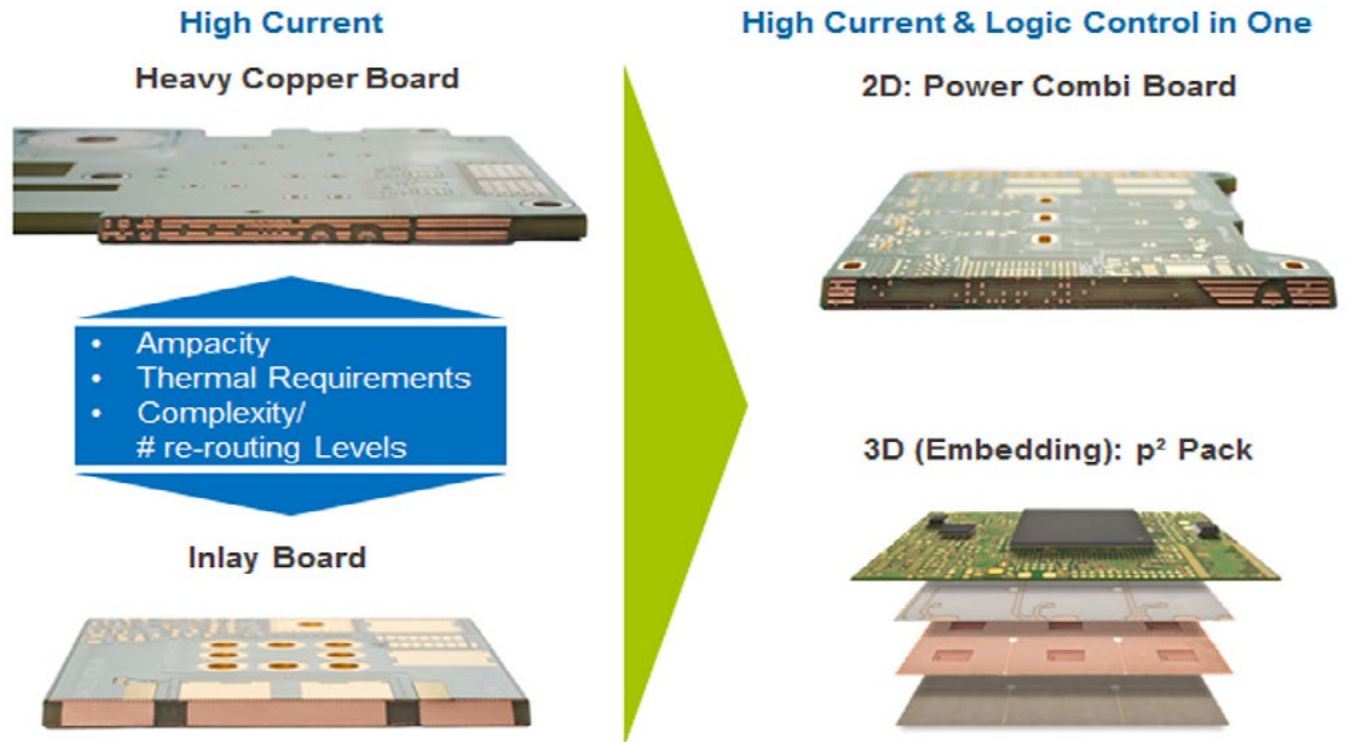 High Current
Heavy Copper Board
• Ampacity
• Thermal Requirements
• Complexity/
# re-routing Levels
Inlay Board
High Current & Logic Control in One
2D: Power Combi Board
3D (Embedding): p² Pack